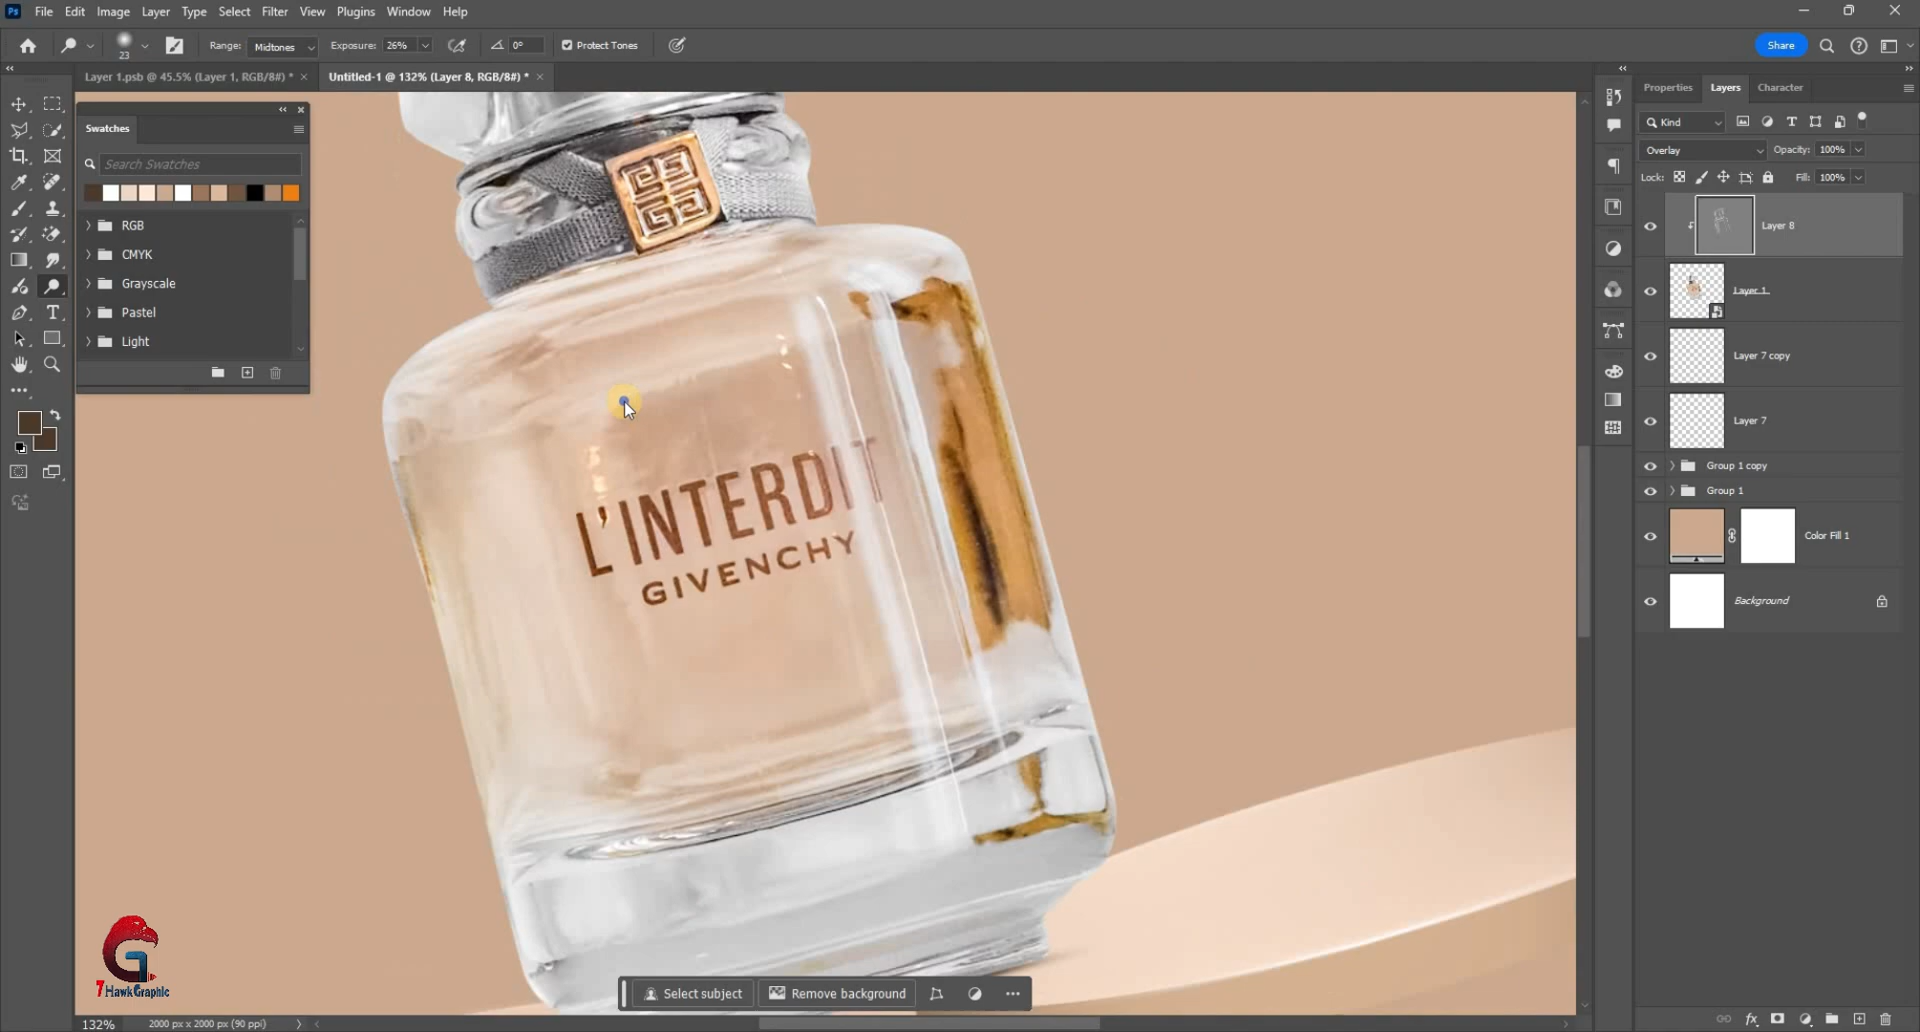 Ps File Edit Image Layer Type Select Filter View Plugins Window Help
23 Range: Midtones Exposure: 26% 0° Protect Tones Share
Layer 1.psb @ 45.5% (Layer 1, RGB/8#) * Untitled-1 @ 132% (Layer 8, RGB/8#) *
Swatches
Search Swatches
RGB
CMYK
Grayscale
Pastel
Light
L'INTERDIT
GIVENCHY
7HawkGraphic
Select subject Remove background
132% 2000 px x 2000 px (90 ppi)
Properties Layers Character
Kind
Overlay Opacity: 100%
Lock: Fill: 100%
Layer 8
Layer 1
Layer 7 copy
Layer 7
Group 1 copy
Group 1
Color Fill 1
Background